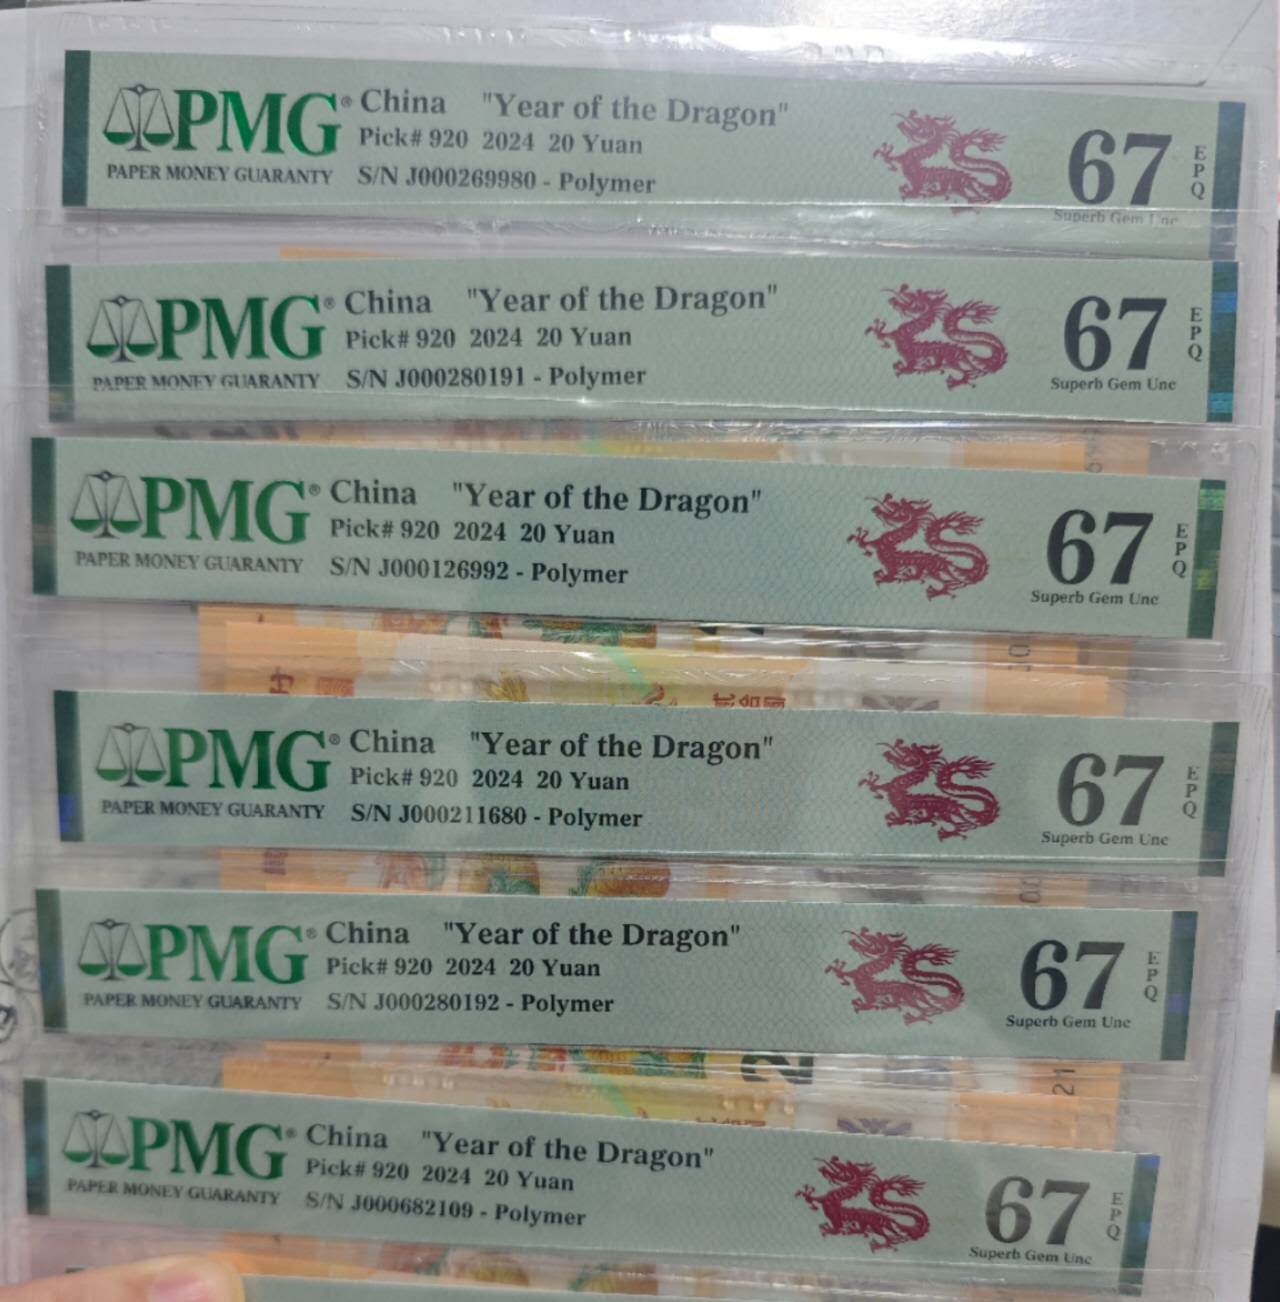 PMG® China "Year of the Dragon"
Pick# 920 2024 20 Yuan
PAPER MONEY GUARANTY S/N J000269980 - Polymer
67 EPQ
Superb Gem Unc
PMG® China "Year of the Dragon"
Pick# 920 2024 20 Yuan
PAPER MONEY GUARANTY S/N J000280191 - Polymer
67 EPQ
Superb Gem Unc
PMG® China "Year of the Dragon"
Pick# 920 2024 20 Yuan
PAPER MONEY GUARANTY S/N J000126992 - Polymer
67 EPQ
Superb Gem Unc
PMG® China "Year of the Dragon"
Pick# 920 2024 20 Yuan
PAPER MONEY GUARANTY S/N J000211680 - Polymer
67 EPQ
Superb Gem Unc
PMG® China "Year of the Dragon"
Pick# 920 2024 20 Yuan
PAPER MONEY GUARANTY S/N J000280192 - Polymer
67 EPQ
Superb Gem Unc
PMG® China "Year of the Dragon"
Pick# 920 2024 20 Yuan
PAPER MONEY GUARANTY S/N J000682109 - Polymer
67 EPQ
Superb Gem Unc